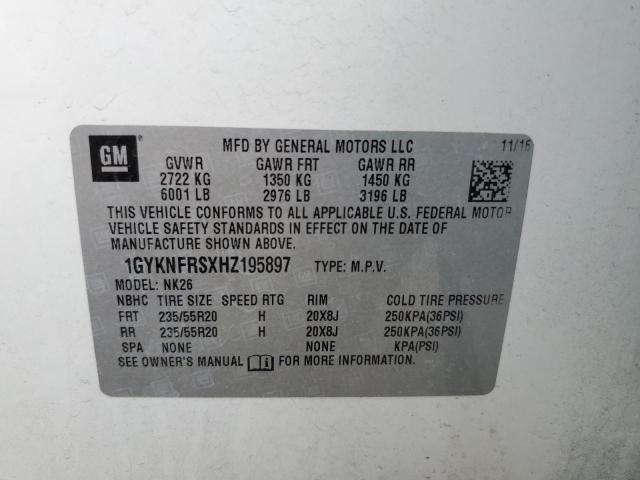 GM
MFD BY GENERAL MOTORS LLC 11/16
GVWR GAWR FRT GAWR RR
2722 KG 1350 KG 1450 KG
6001 LB 2976 LB 3196 LB
THIS VEHICLE CONFORMS TO ALL APPLICABLE U.S. FEDERAL MOTOR
VEHICLE SAFETY STANDARDS IN EFFECT ON THE DATE OF
MANUFACTURE SHOWN ABOVE.
1GYKNFRSXHZ195897 TYPE: M.P.V.
MODEL: NK26
NBHC TIRE SIZE SPEED RTG RIM COLD TIRE PRESSURE
FRT 235/55R20 H 20X8J 250KPA(36PSI)
RR 235/55R20 H 20X8J 250KPA(36PSI)
SPA NONE NONE KPA(PSI)
SEE OWNER'S MANUAL FOR MORE INFORMATION.